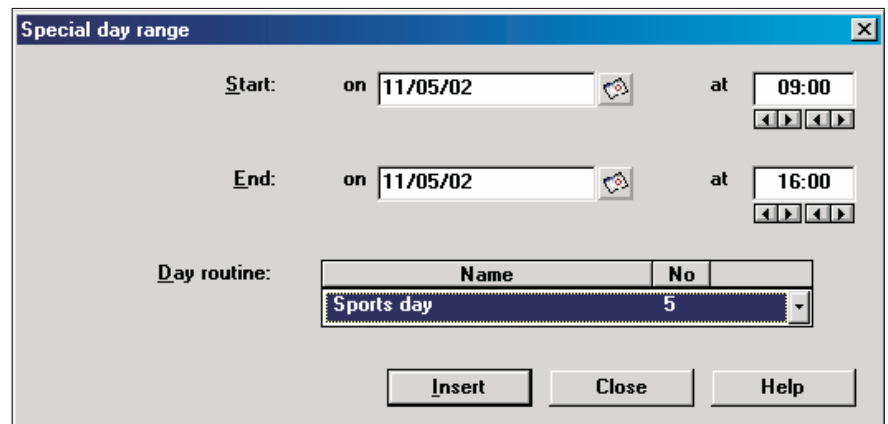 Special day range
Start: on 11/05/02 at 09:00
End: on 11/05/02 at 16:00
Day routine: Name No
Sports day 5
Insert Close Help